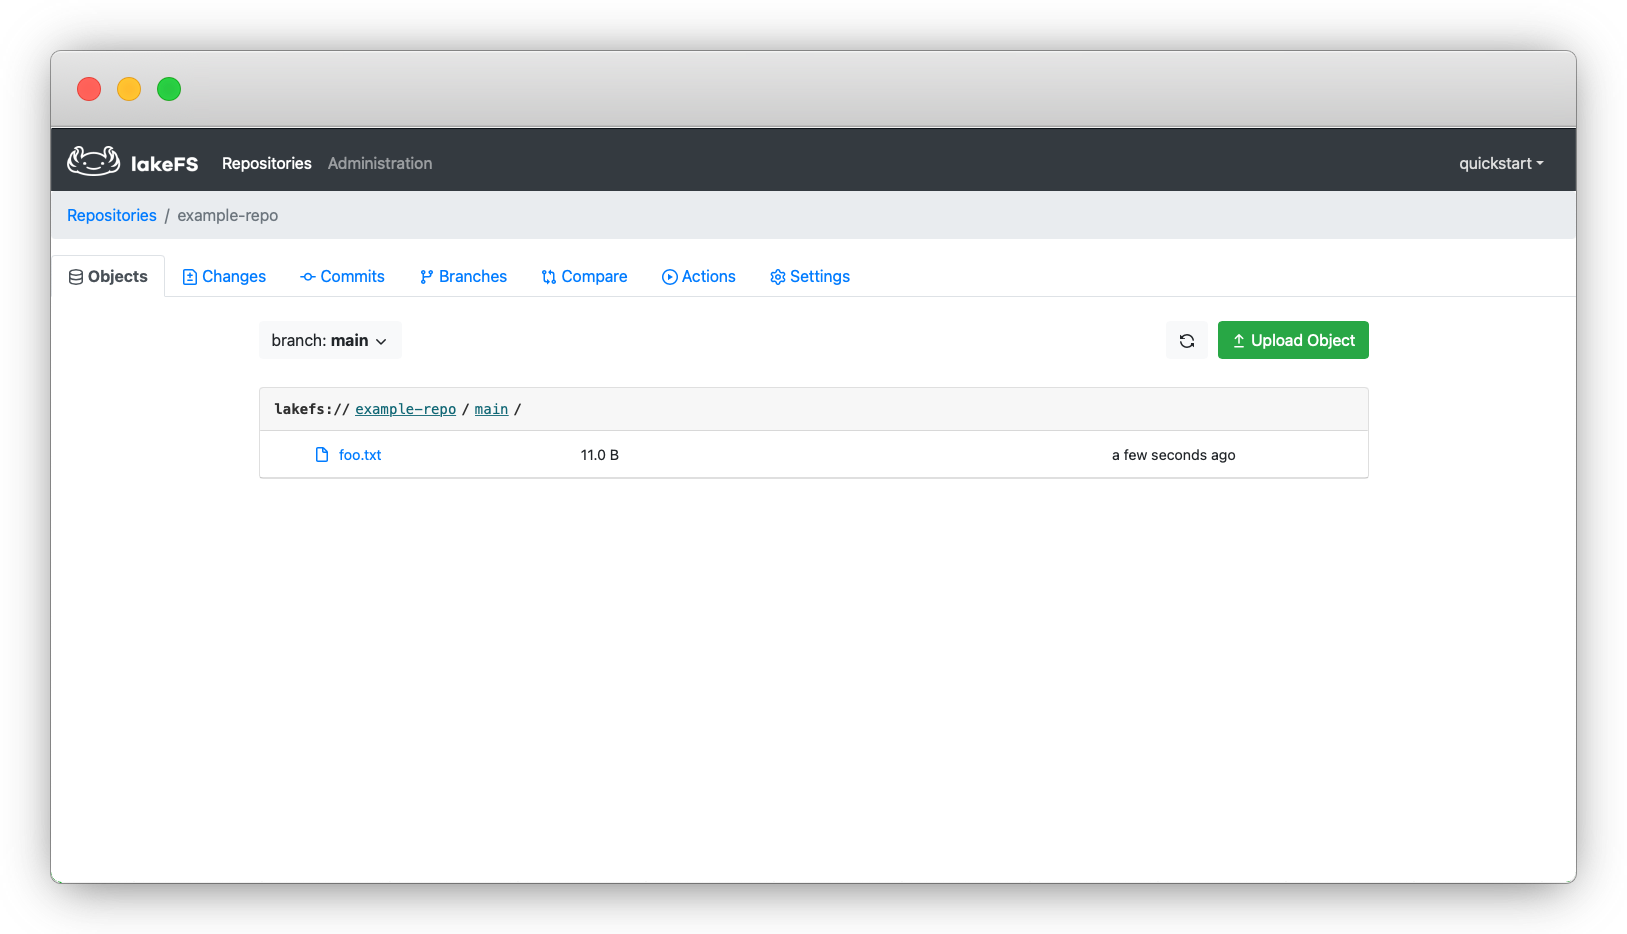 lakeFS Repositories Administration quickstart
Repositories / example-repo
Objects Changes Commits Branches Compare Actions Settings
branch: main Upload Object
lakefs:// example-repo / main /
foo.txt 11.0 B a few seconds ago